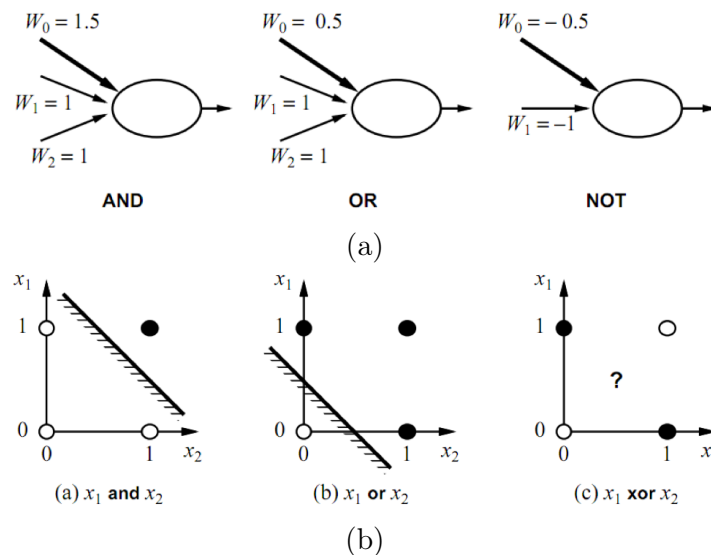 W₀ = 1.5
W₁ = 1
W₂ = 1
AND
W₀ = 0.5
W₁ = 1
W₂ = 1
OR
W₀ = – 0.5
W₁ = –1
NOT
(a)
x₁
1
0
0
1
x₂
(a) x₁ and x₂
x₁
1
0
0
1
x₂
(b) x₁ or x₂
x₁
1
?
0
0
1
x
(c) x₁ xor x₂
(b)